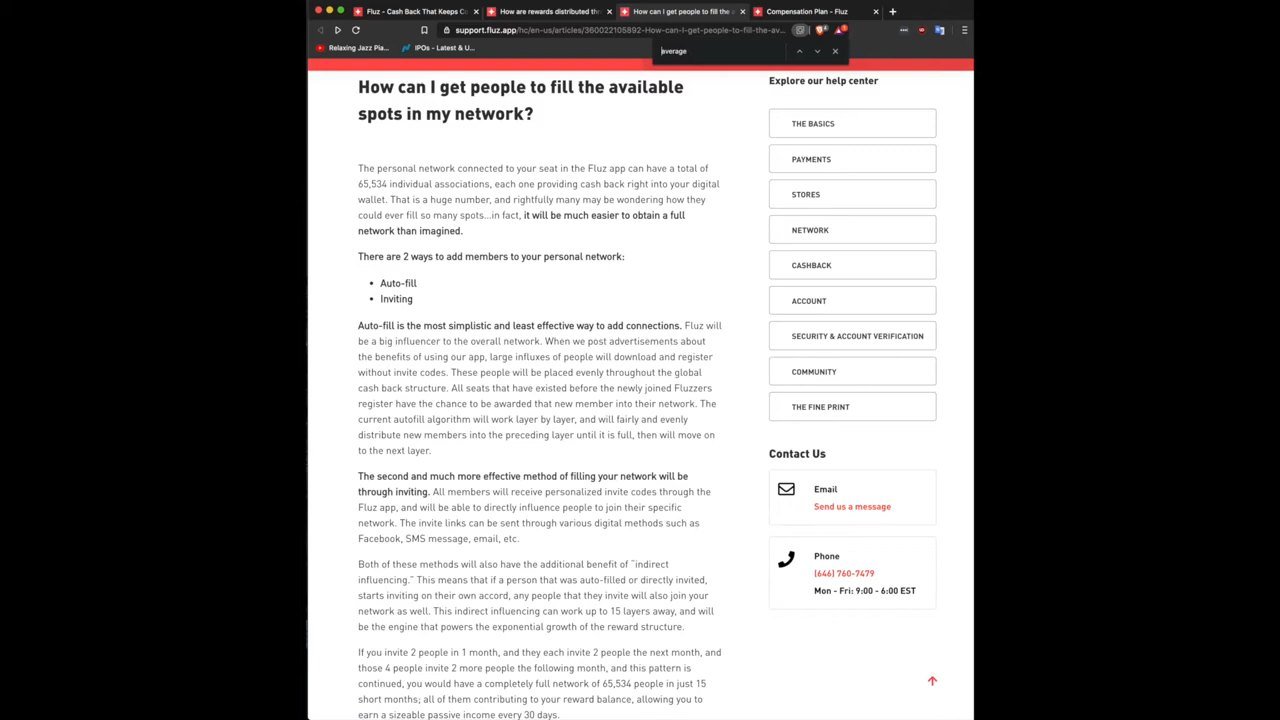 Fluz - Cash Back That Keeps C
How are rewards distributed thr
How can I get people to fill the a
Compensation Plan - Fluz
support.fluz.app/hc/en-us/articles/360022105892-How-can-I-get-people-to-fill-the-av...
Relaxing Jazz Pia...
IPOs - Latest & U...
average
How can I get people to fill the available
spots in my network?
The personal network connected to your seat in the Fluz app can have a total of
65,534 individual associations, each one providing cash back right into your digital
wallet. That is a huge number, and rightfully many may be wondering how they
could ever fill so many spots...in fact, it will be much easier to obtain a full
network than imagined.
There are 2 ways to add members to your personal network:
• Auto-fill
• Inviting
Auto-fill is the most simplistic and least effective way to add connections. Fluz will
be a big influencer to the overall network. When we post advertisements about
the benefits of using our app, large influxes of people will download and register
without invite codes. These people will be placed evenly throughout the global
cash back structure. All seats that have existed before the newly joined Fluzzers
register have the chance to be awarded that new member into their network. The
current autofill algorithm will work layer by layer, and will fairly and evenly
distribute new members into the preceding layer until it is full, then will move on
to the next layer.
The second and much more effective method of filling your network will be
through inviting. All members will receive personalized invite codes through the
Fluz app, and will be able to directly influence people to join their specific
network. The invite links can be sent through various digital methods such as
Facebook, SMS message, email, etc.
Both of these methods will also have the additional benefit of "indirect
influencing." This means that if a person that was auto-filled or directly invited,
starts inviting on their own accord, any people that they invite will also join your
network as well. This indirect influencing can work up to 15 layers away, and will
be the engine that powers the exponential growth of the reward structure.
If you invite 2 people in 1 month, and they each invite 2 people the next month, and
those 4 people invite 2 more people the following month, and this pattern is
continued, you would have a completely full network of 65,534 people in just 15
short months; all of them contributing to your reward balance, allowing you to
earn a sizeable passive income every 30 days.
Explore our help center
THE BASICS
PAYMENTS
STORES
NETWORK
CASHBACK
ACCOUNT
SECURITY & ACCOUNT VERIFICATION
COMMUNITY
THE FINE PRINT
Contact Us
Email
Send us a message
Phone
(646) 760-7479
Mon - Fri: 9:00 - 6:00 EST